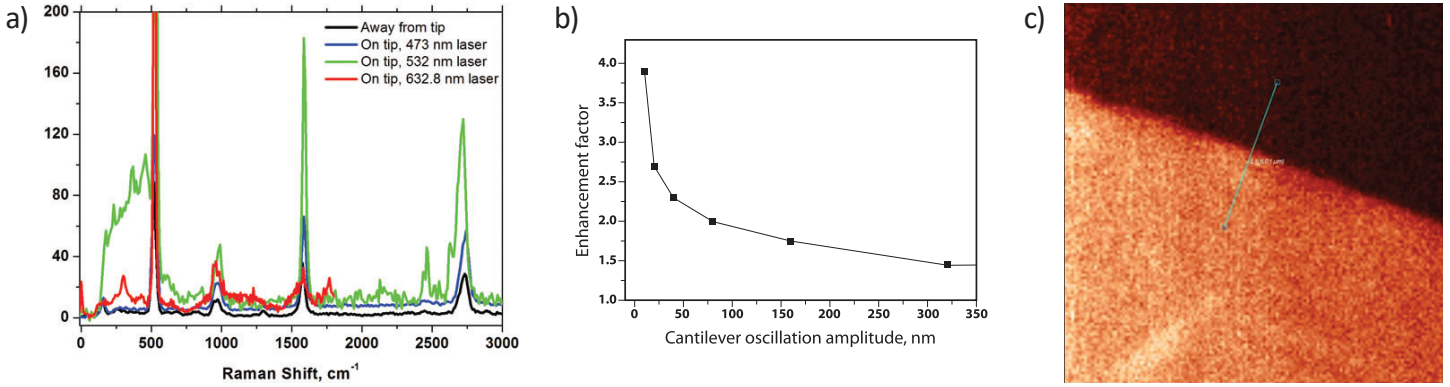 a)
200
160
120
80
40
0
Away from tip
On tip, 473 nm laser
On tip, 532 nm laser
On tip, 632.8 nm laser
0 500 1000 1500 2000 2500 3000
Raman Shift, cm-1
b)
Enhancement factor
4.0
3.5
3.0
2.5
2.0
1.5
1.0
0 50 100 150 200 250 300 350
Cantilever oscillation amplitude, nm
c)